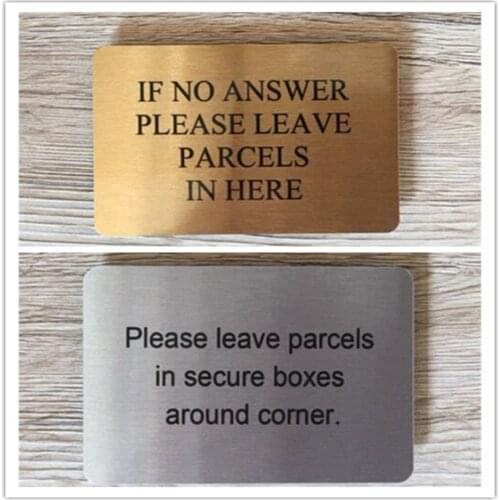 IF NO ANSWER
PLEASE LEAVE
PARCELS
IN HERE
Please leave parcels
in secure boxes
around corner.